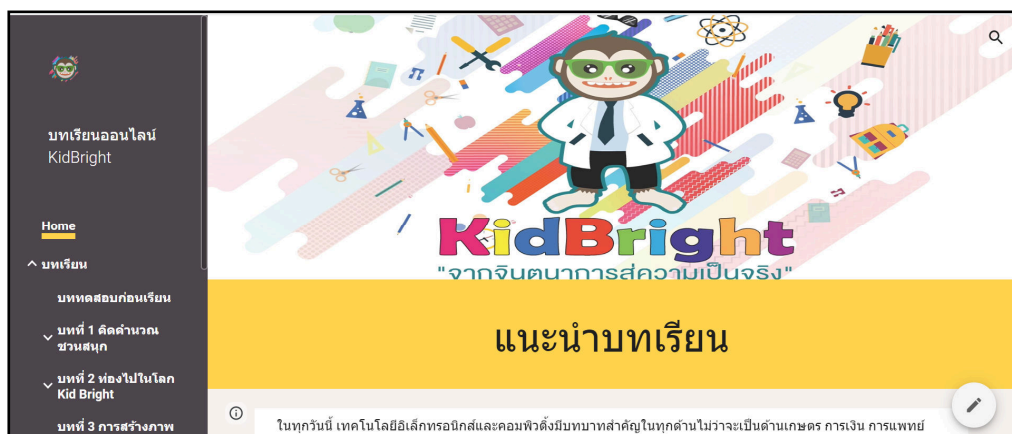 บทเรียนออนไลน์
KidBright
Home
บทเรียน
บททดสอบก่อนเรียน
บทที่ 1 คิดคำนวณ
ชวนสนุก
บทที่ 2 ท่องไปในโลก
Kid Bright
บทที่ 3 การสร้างภาพ
KidBright
"จากจินตนาการสู่ความเป็นจริง"
แนะนำบทเรียน
ในทุกวันนี้ เทคโนโลยีอิเล็กทรอนิกส์และคอมพิวติ้งมีบทบาทสำคัญในทุกด้านไม่ว่าจะเป็นด้านเกษตร การเงิน การแพทย์